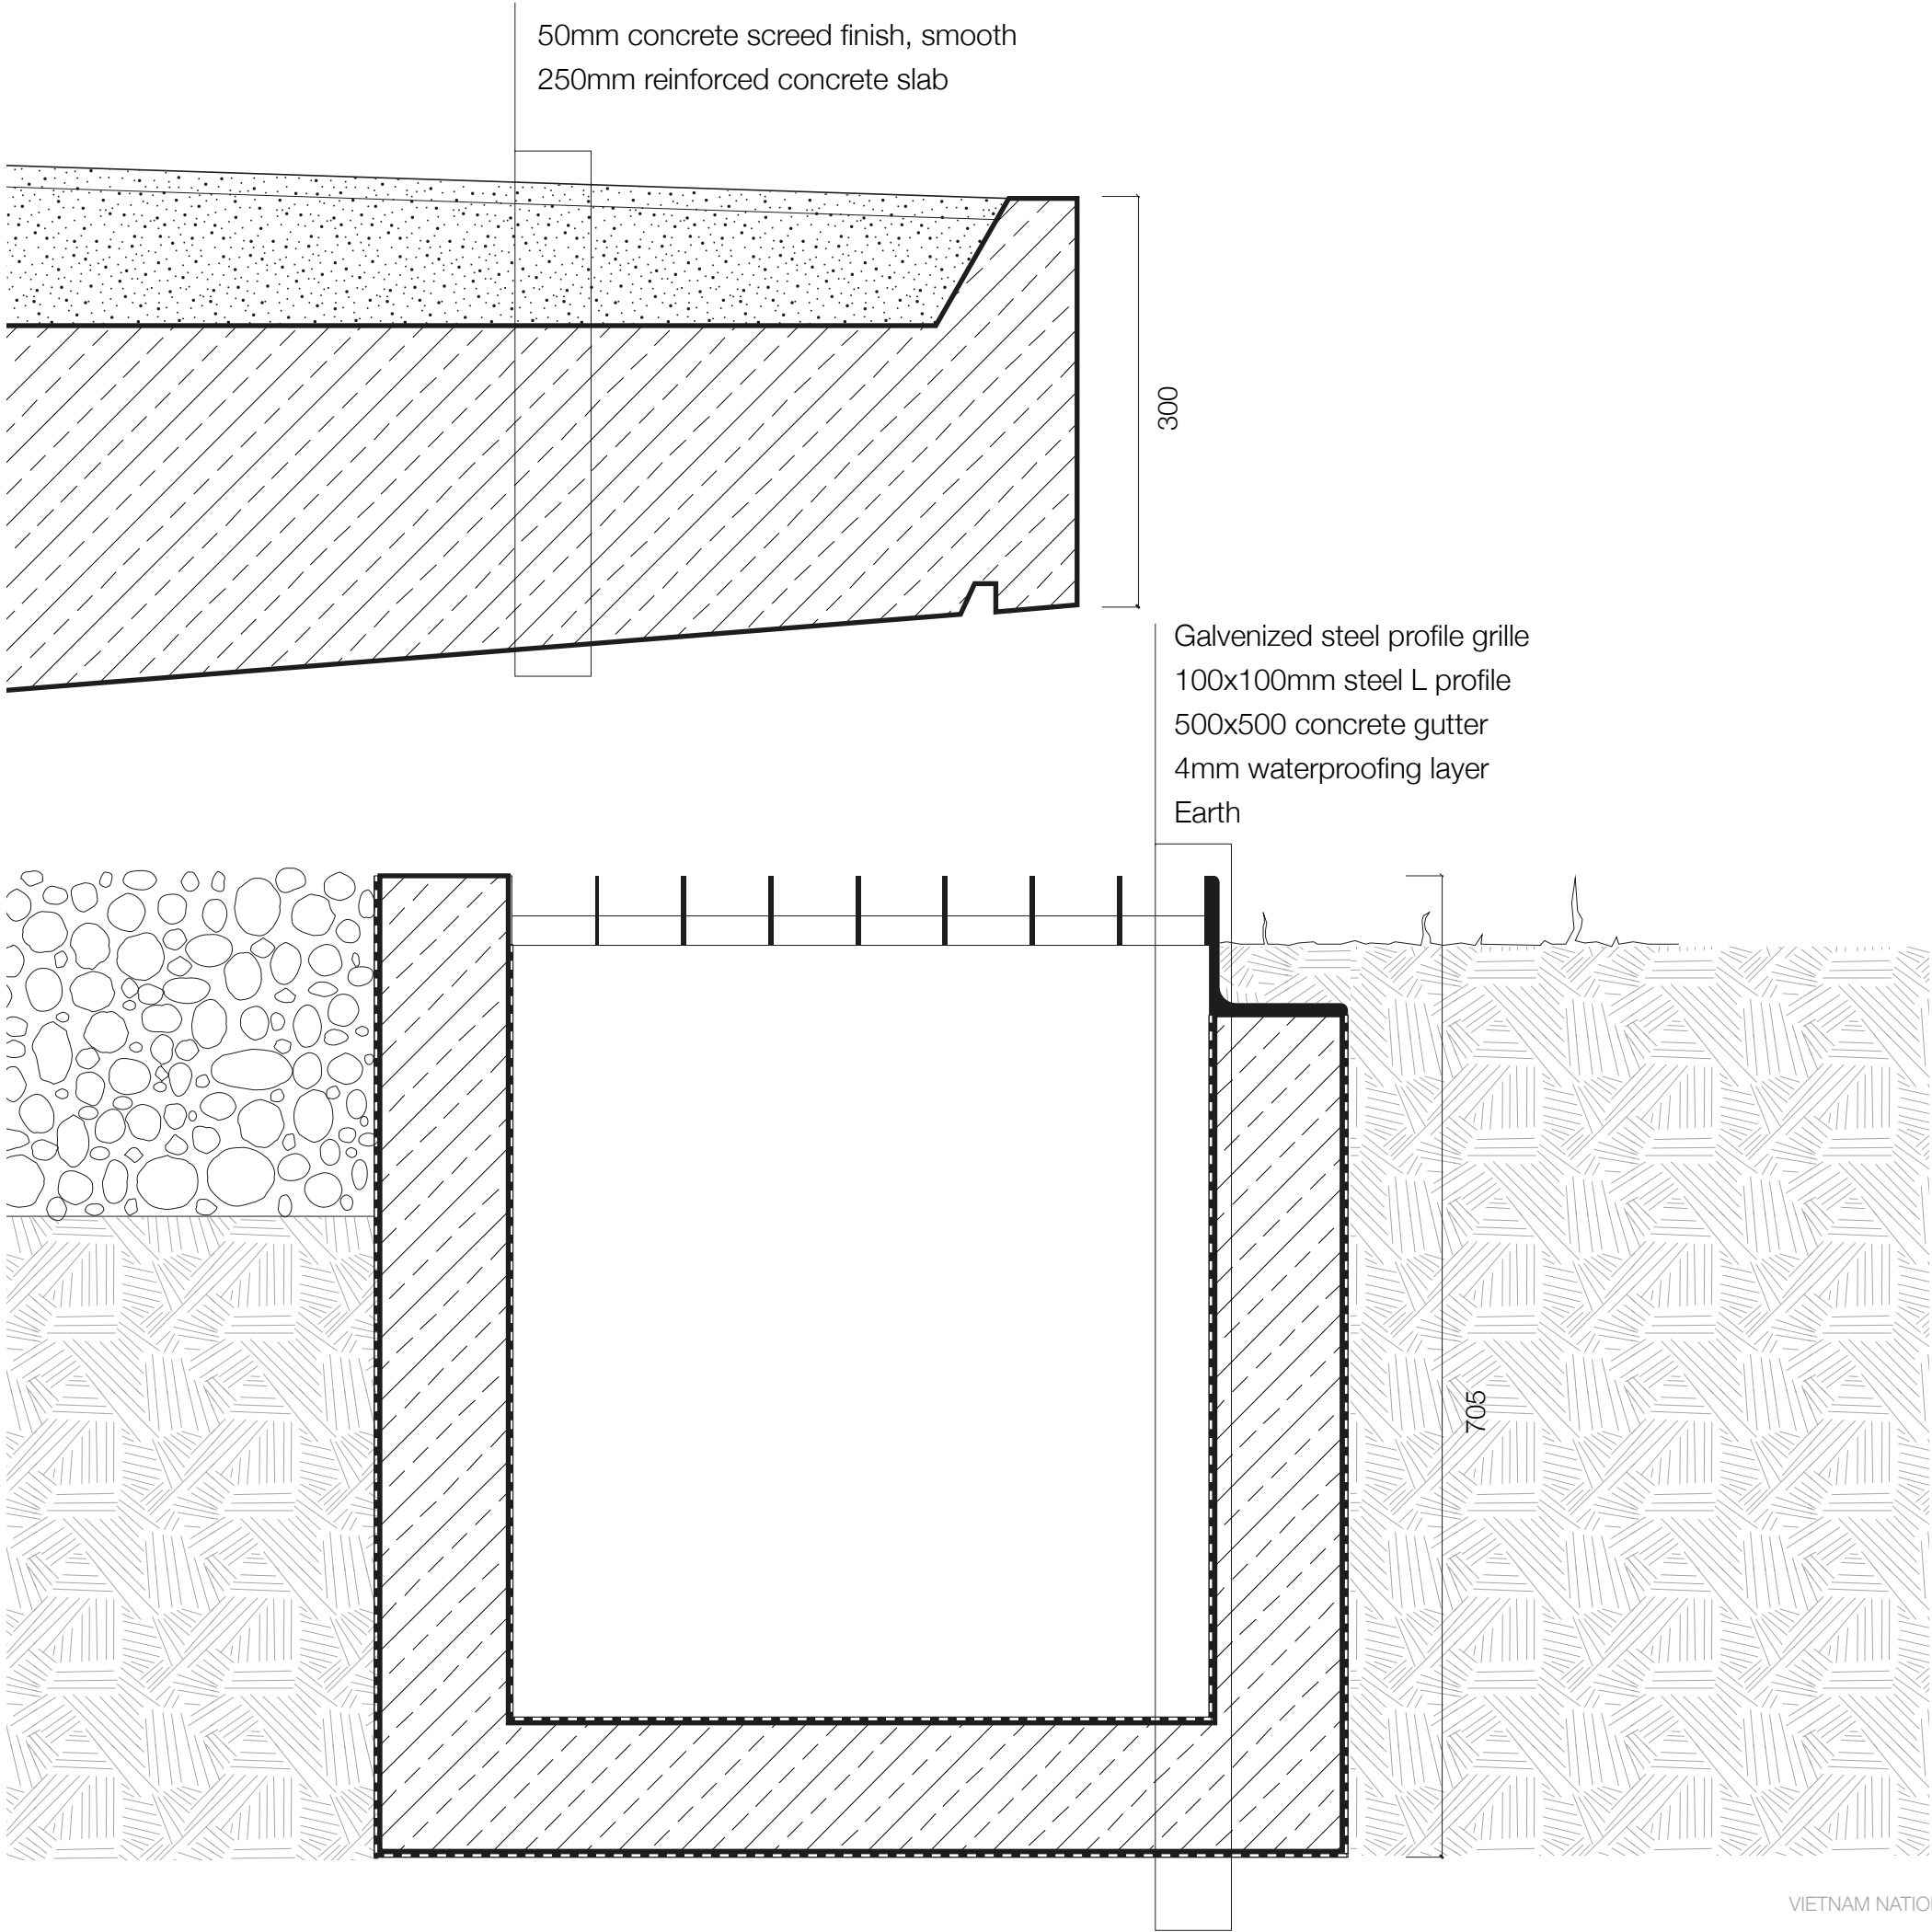 50mm concrete screed finish, smooth
250mm reinforced concrete slab
300
Galvenized steel profile grille
100x100mm steel L profile
500x500 concrete gutter
4mm waterproofing layer
Earth
705
VIETNAM